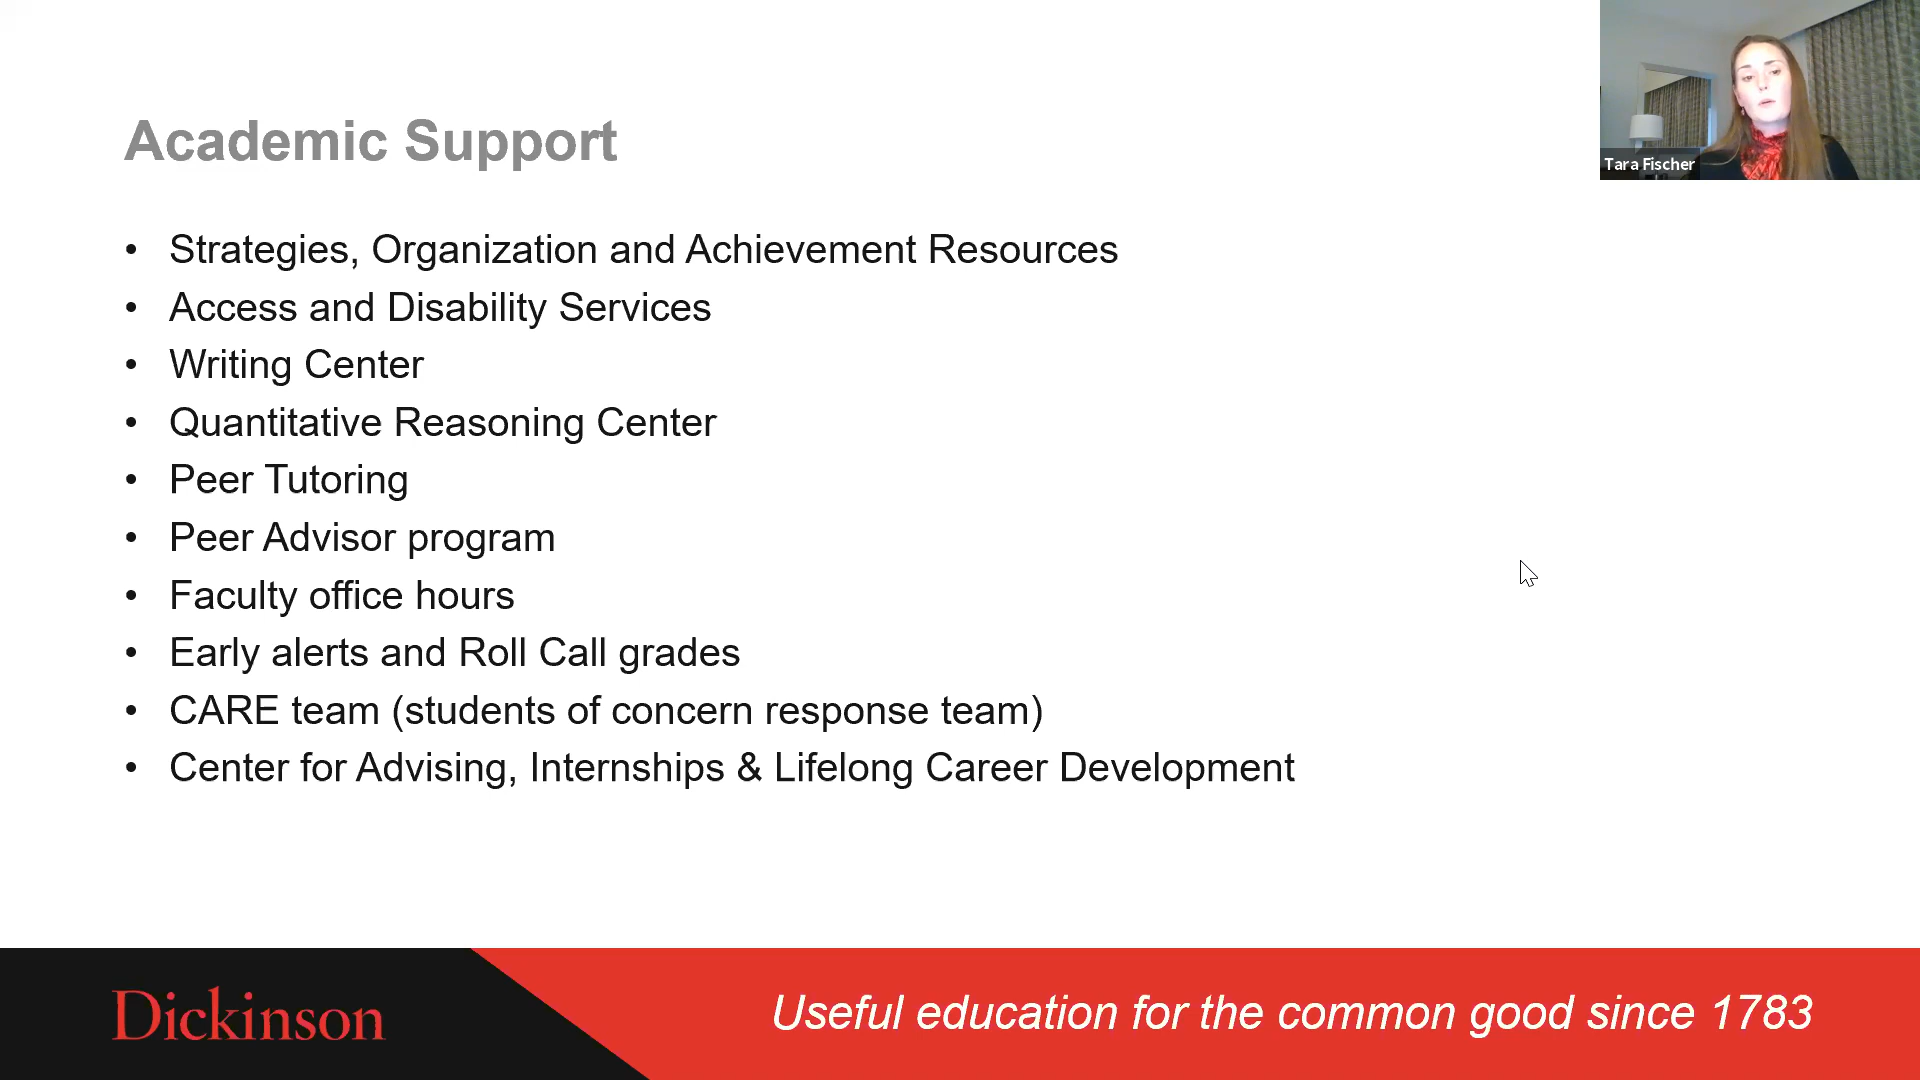 Academic Support
Tara Fischer
• Strategies, Organization and Achievement Resources
• Access and Disability Services
• Writing Center
• Quantitative Reasoning Center
• Peer Tutoring
• Peer Advisor program
• Faculty office hours
• Early alerts and Roll Call grades
• CARE team (students of concern response team)
• Center for Advising, Internships & Lifelong Career Development
Dickinson
Useful education for the common good since 1783